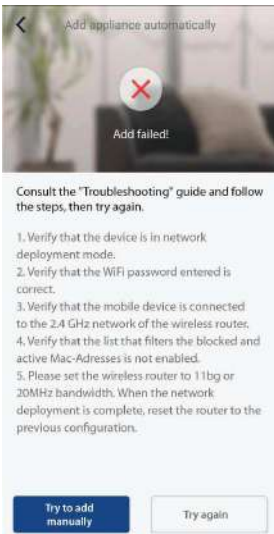 Add appliance automatically
Add failed!
Consult the "Troubleshooting" guide and follow
the steps, then try again.
1. Verify that the device is in network
deployment mode.
2. Verify that the WiFi password entered is
correct.
3. Verify that the mobile device is connected
to the 2.4 GHz network of the wireless router.
4. Verify that the list that filters the blocked and
active Mac-Adresses is not enabled.
5. Please set the wireless router to 11bg or
20MHz bandwidth. When the network
deployment is complete, reset the router to the
previous configuration.
Try to add
manually
Try again